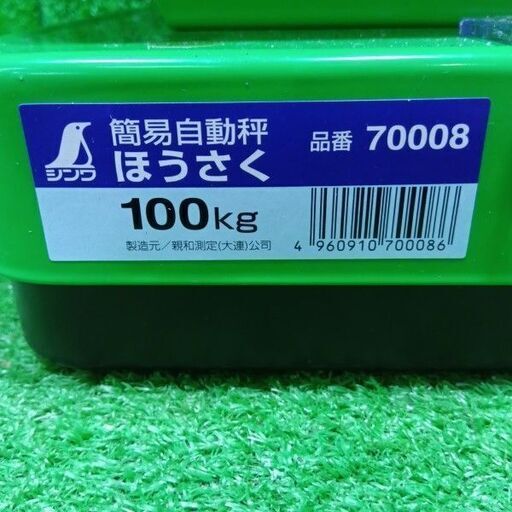 シンワ
簡易自動秤
ほうさく
品番 70008
100kg
製造元／親和測定(大連)公司
4 960910 700086